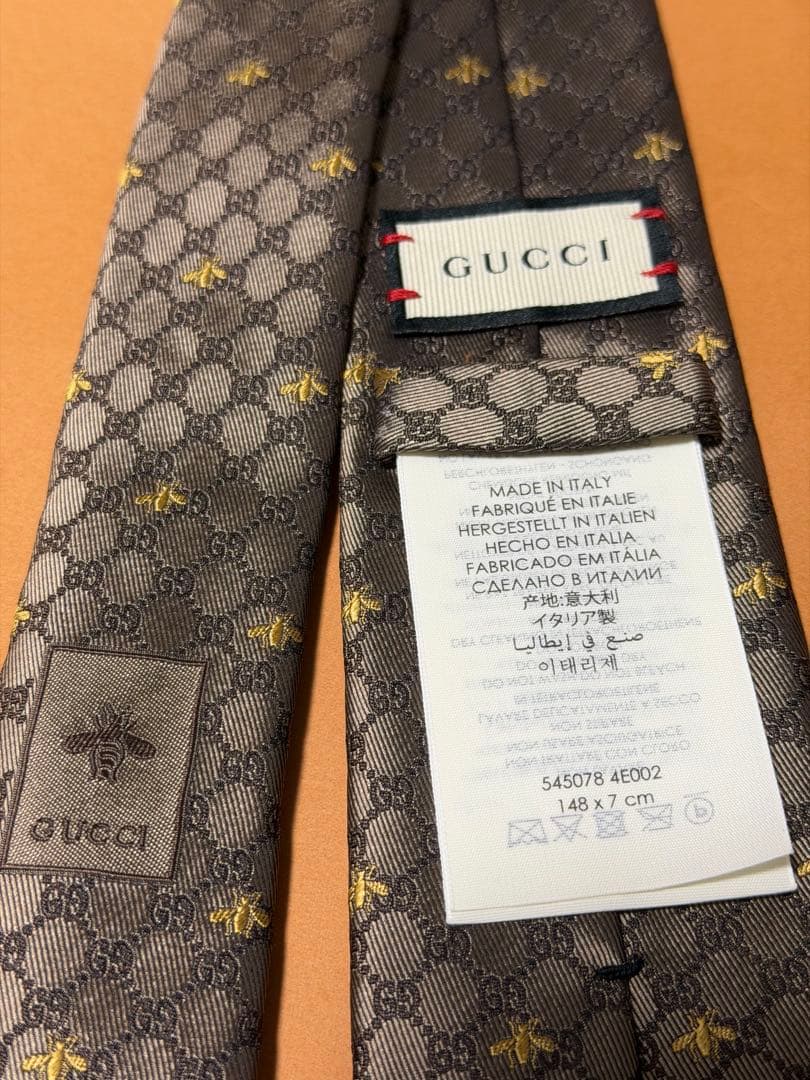 GUCCI
MADE IN ITALY
FABRIQUÉ EN ITALIE
HERGESTELLT IN ITALIEN
HECHO EN ITALIA
FABRICADO EM ITÁLIA
СДЕЛАНО В ИТАЛИИ
产地:意大利
イタリア製
صنع في إيطاليا
이태리제
545078 4E002
148 x 7 cm
GUCCI